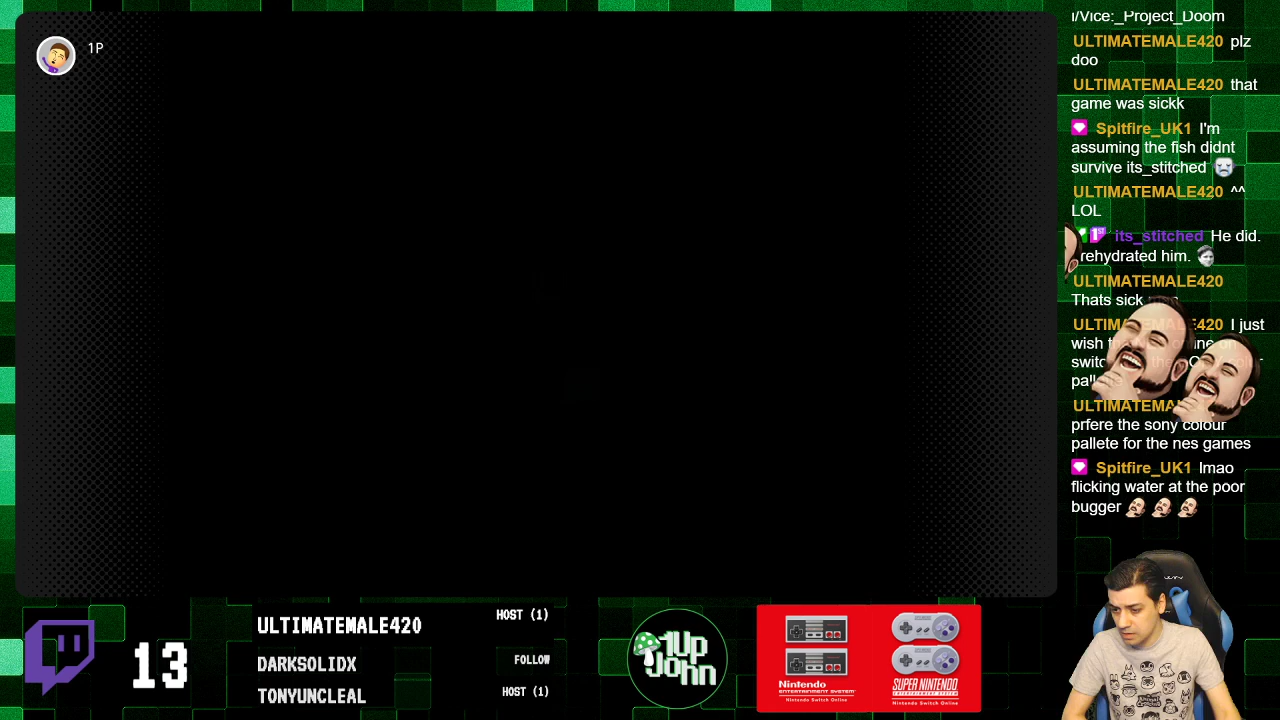 1P
i/Vice:_Project_Doom
ULTIMATEMALE420 plz
doo
ULTIMATEMALE420 that
game was sickk
Spitfire_UK1 I'm
assuming the fish didnt
survive its_stitched
ULTIMATEMALE420 ^^
LOL
1ST its_stitched He did.
rehydrated him.
ULTIMATEMALE420
Thats sick
ULTIMATEMALE420 I just
wish
prfere the sony colour
pallete for the nes games
Spitfire_UK1 lmao
flicking water at the poor
bugger
13
ULTIMATEMALE420 HOST (1)
DARKSOLIDX FOLLOW
TONYUNCLEAL HOST (1)
1Up
John
Nintendo
ENTERTAINMENT SYSTEM
Nintendo Switch Online
SUPER NINTENDO
ENTERTAINMENT SYSTEM
Nintendo Switch Online